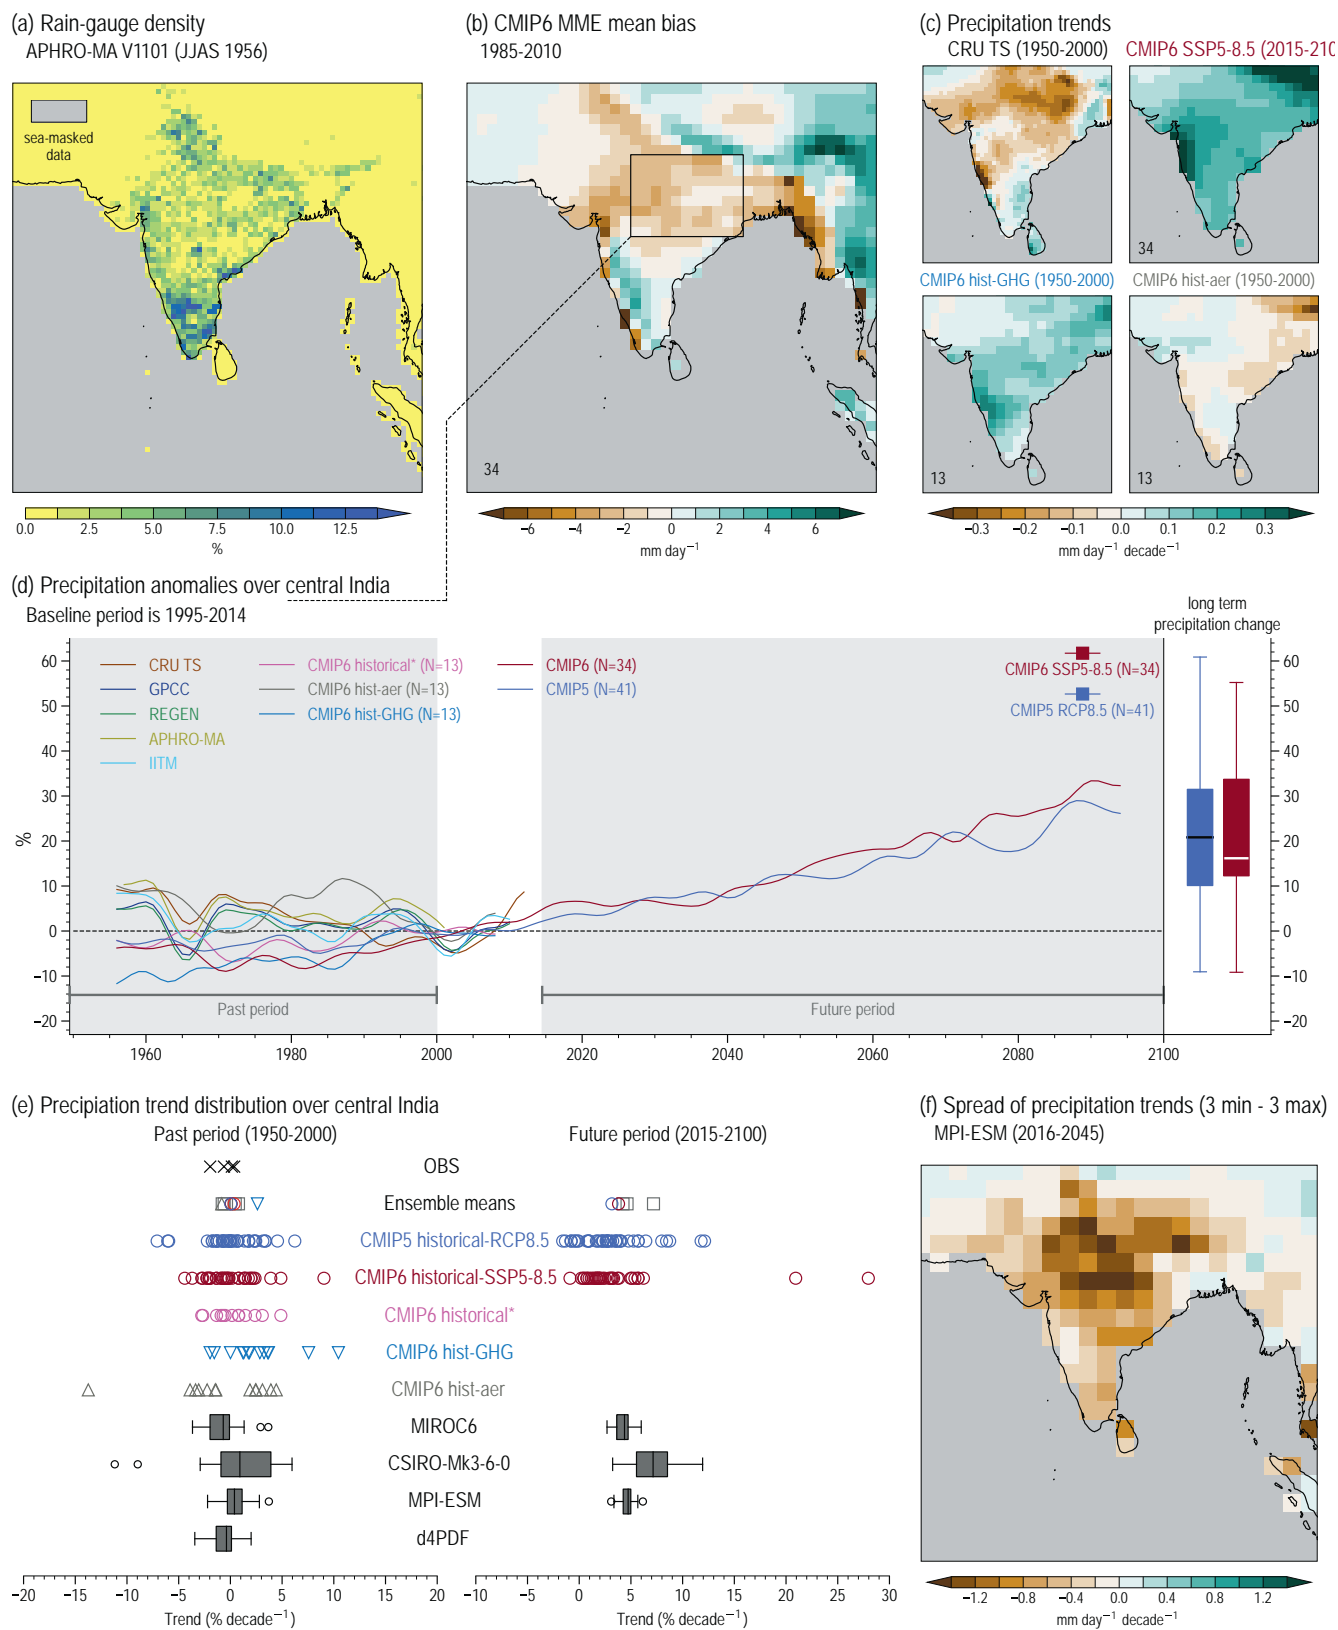 (a) Rain-gauge density
APHRO-MA V1101 (JJAS 1956)
sea-masked
data
0.0 2.5 5.0 7.5 10.0 12.5
%
(b) CMIP6 MME mean bias
1985-2010
34
−6 −4 −2 0 2 4 6
mm day−1
(c) Precipitation trends
CRU TS (1950-2000)
CMIP6 SSP5-8.5 (2015-210
34
CMIP6 hist-GHG (1950-2000)
CMIP6 hist-aer (1950-2000)
13
13
−0.3 −0.2 −0.1 0.0 0.1 0.2 0.3
mm day−1 decade−1
(d) Precipitation anomalies over central India
Baseline period is 1995-2014
long term
precipitation change
CRU TS
GPCC
REGEN
APHRO-MA
IITM
CMIP6 historical* (N=13)
CMIP6 hist-aer (N=13)
CMIP6 hist-GHG (N=13)
CMIP6 (N=34)
CMIP5 (N=41)
CMIP6 SSP5-8.5 (N=34)
CMIP5 RCP8.5 (N=41)
%
60
50
40
30
20
10
0
−10
−20
60
50
40
30
20
10
0
−10
−20
Past period
Future period
1960 1980 2000 2020 2040 2060 2080 2100
(e) Precipiation trend distribution over central India
Past period (1950-2000)
Future period (2015-2100)
OBS
Ensemble means
CMIP5 historical-RCP8.5
CMIP6 historical-SSP5-8.5
CMIP6 historical*
CMIP6 hist-GHG
CMIP6 hist-aer
MIROC6
CSIRO-Mk3-6-0
MPI-ESM
d4PDF
−20 −15 −10 −5 0 5 10 15
Trend (% decade−1)
−10 −5 0 5 10 15 20 25 30
Trend (% decade−1)
(f) Spread of precipitation trends (3 min - 3 max)
MPI-ESM (2016-2045)
−1.2 −0.8 −0.4 0.0 0.4 0.8 1.2
mm day−1 decade−1